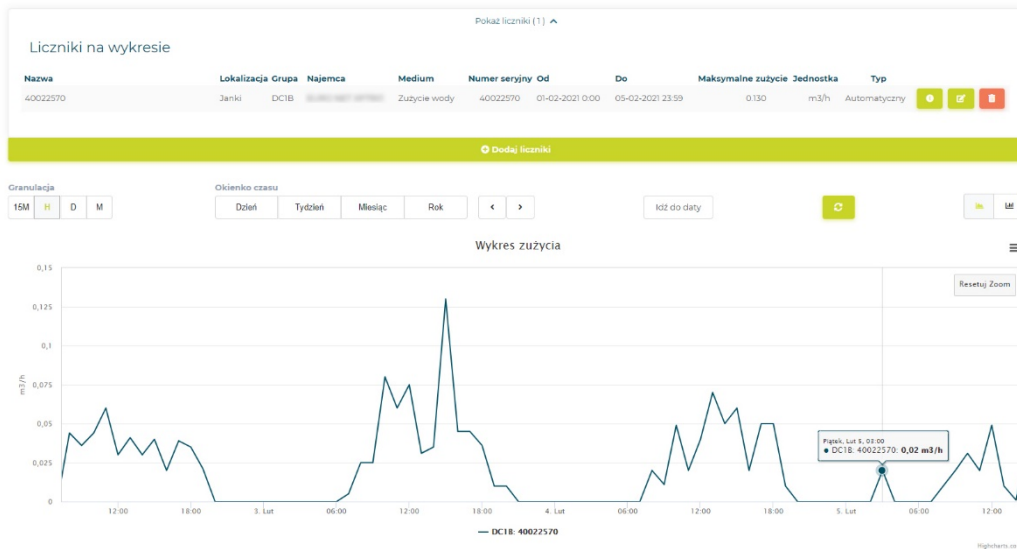 Pokaż liczniki (1)
Liczniki na wykresie
Nazwa Lokalizacja Grupa Najemca Medium Numer seryjny Od Do Maksymalne zużycie Jednostka Typ
40022570 Janki DC1B Zużycie wody 40022570 01-02-2021 0:00 05-02-2021 23:59 0.130 m3/h Automatyczny
Dodaj liczniki
Granulacja Okienko czasu
15M H D M Dzień Tydzień Miesiąc Rok < > Idź do daty
Wykres zużycia
Resetuj Zoom
0,15
0,125
0,1
0,075
0,05
0,025
0
m3/h
Piątek, Lut 5, 03:00
● DC1B: 40022570: 0,02 m3/h
12:00 18:00 3. Lut 06:00 12:00 18:00 4. Lut 06:00 12:00 18:00 5. Lut 06:00 12:00
DC1B: 40022570